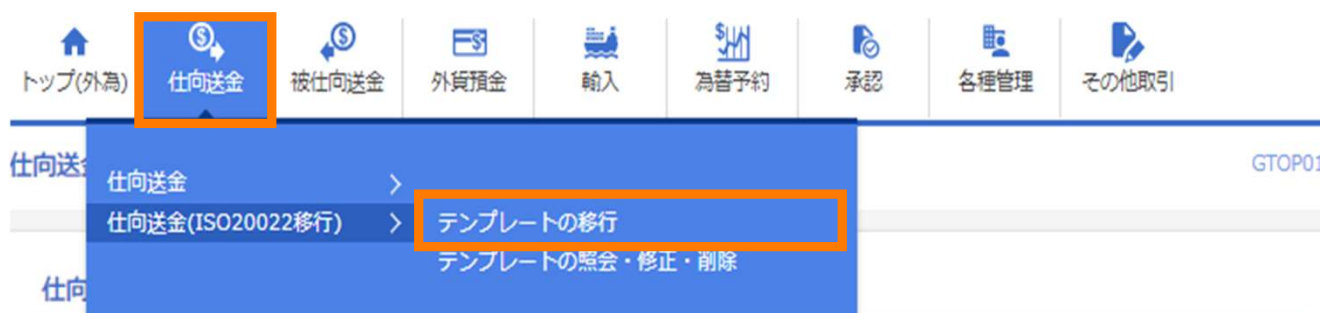 トップ(外為) 仕向送金 被仕向送金 外貨預金 輸入 為替予約 承認 各種管理 その他取引
仕向送 GTOP01
仕向送金
仕向送金(ISO20022移行) テンプレートの移行
テンプレートの照会・修正・削除
仕向